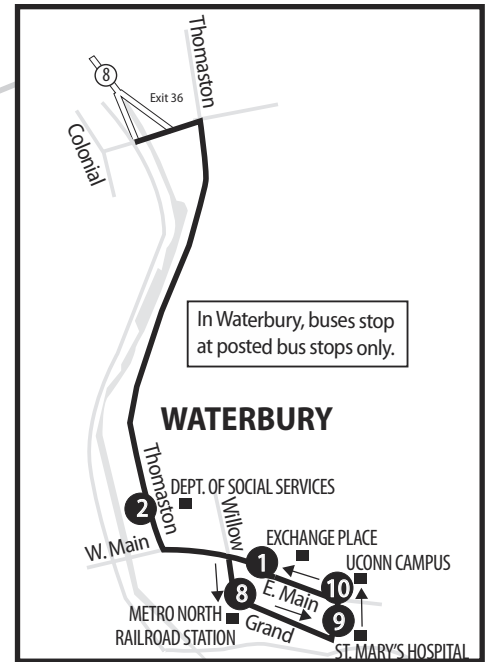 Thomaston
8
Exit 36
Colonial
In Waterbury, buses stop
at posted bus stops only.
WATERBURY
Thomaston
2
DEPT. OF SOCIAL SERVICES
Willow
EXCHANGE PLACE
W. Main
1
UCONN CAMPUS
10
E. Main
8
9
METRO NORTH
RAILROAD STATION
Grand
ST. MARY'S HOSPITAL